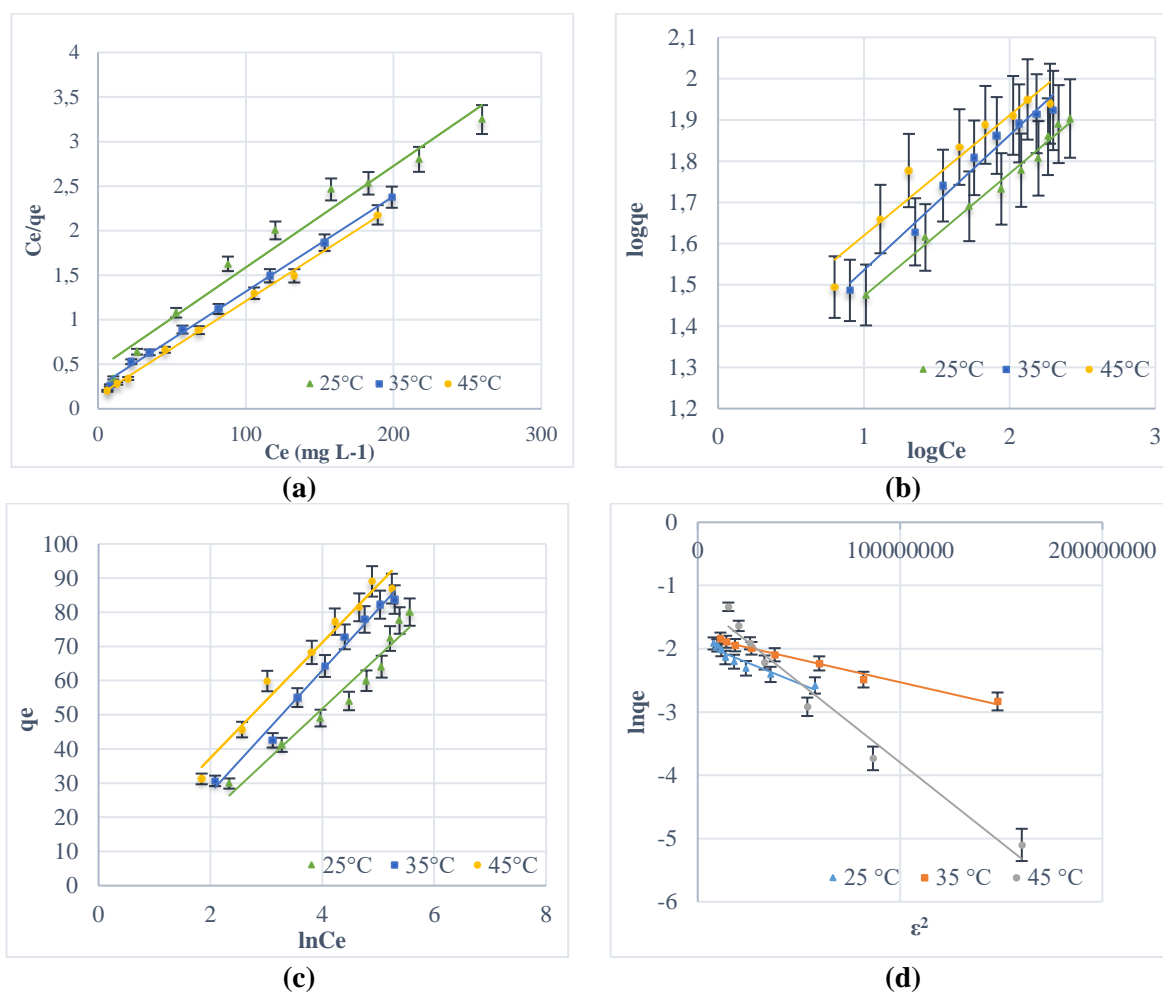 4
3,5
3
2,5
2
1,5
1
0,5
0
Ce/qe
0 100 200 300
Ce (mg L-1)
25°C 35°C 45°C
(a)
2,1
2
1,9
1,8
1,7
1,6
1,5
1,4
1,3
1,2
logqe
0 1 2 3
logCe
25°C 35°C 45°C
(b)
100
90
80
70
60
50
40
30
20
10
0
qe
0 2 4 6 8
lnCe
25°C 35°C 45°C
(c)
0
-1
-2
-3
-4
-5
-6
lnqe
0 100000000 200000000
25 °C 35 °C 45 °C
ε²
(d)